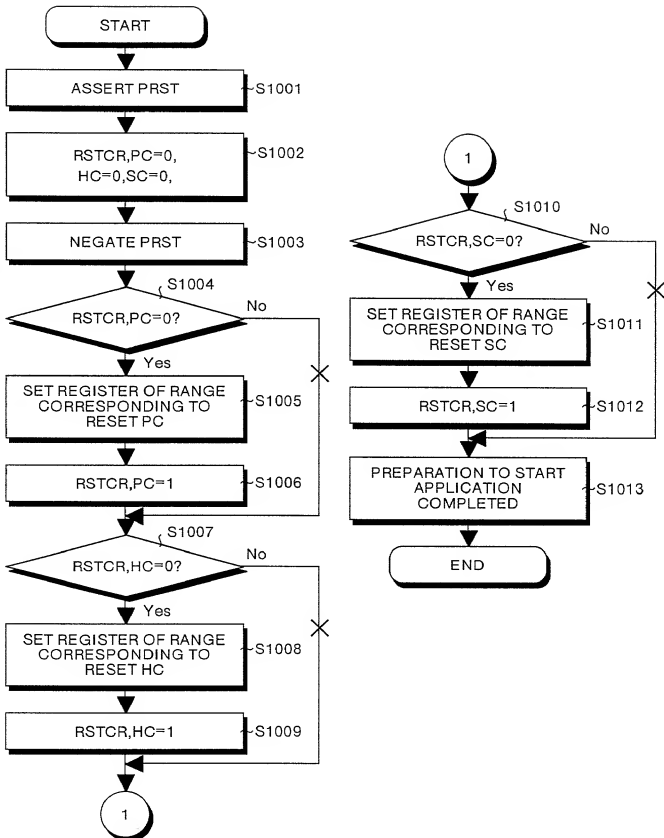 START
ASSERT PRST
S1001
RSTCR,PC=0,
HC=0,SC=0,
S1002
NEGATE PRST
S1003
S1004
RSTCR,PC=0?
No
Yes
SET REGISTER OF RANGE
CORRESPONDING TO
RESET PC
S1005
RSTCR,PC=1
S1006
S1007
RSTCR,HC=0?
No
Yes
SET REGISTER OF RANGE
CORRESPONDING TO
RESET HC
S1008
RSTCR,HC=1
S1009
1
1
S1010
RSTCR,SC=0?
No
Yes
SET REGISTER OF RANGE
CORRESPONDING TO
RESET SC
S1011
RSTCR,SC=1
S1012
PREPARATION TO START
APPLICATION
COMPLETED
S1013
END